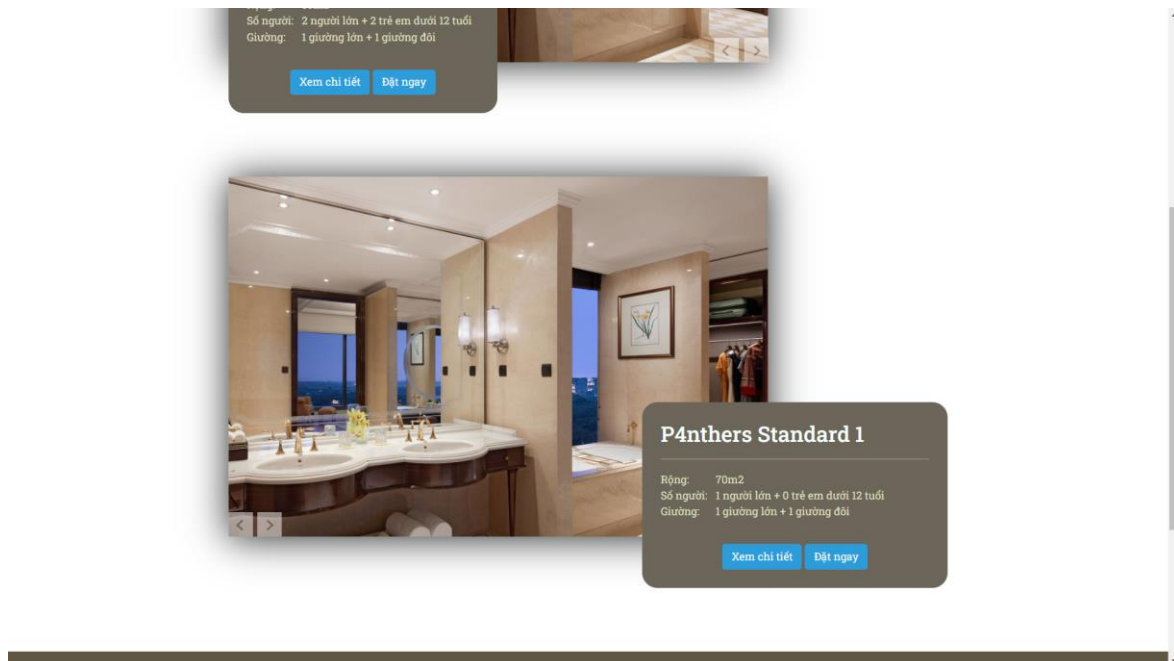 Số người: 2 người lớn + 2 trẻ em dưới 12 tuổi
Giường: 1 giường lớn + 1 giường đôi
Xem chi tiết Đặt ngay
P4nthers Standard 1
Rộng: 70m2
Số người: 1 người lớn + 0 trẻ em dưới 12 tuổi
Giường: 1 giường lớn + 1 giường đôi
Xem chi tiết Đặt ngay